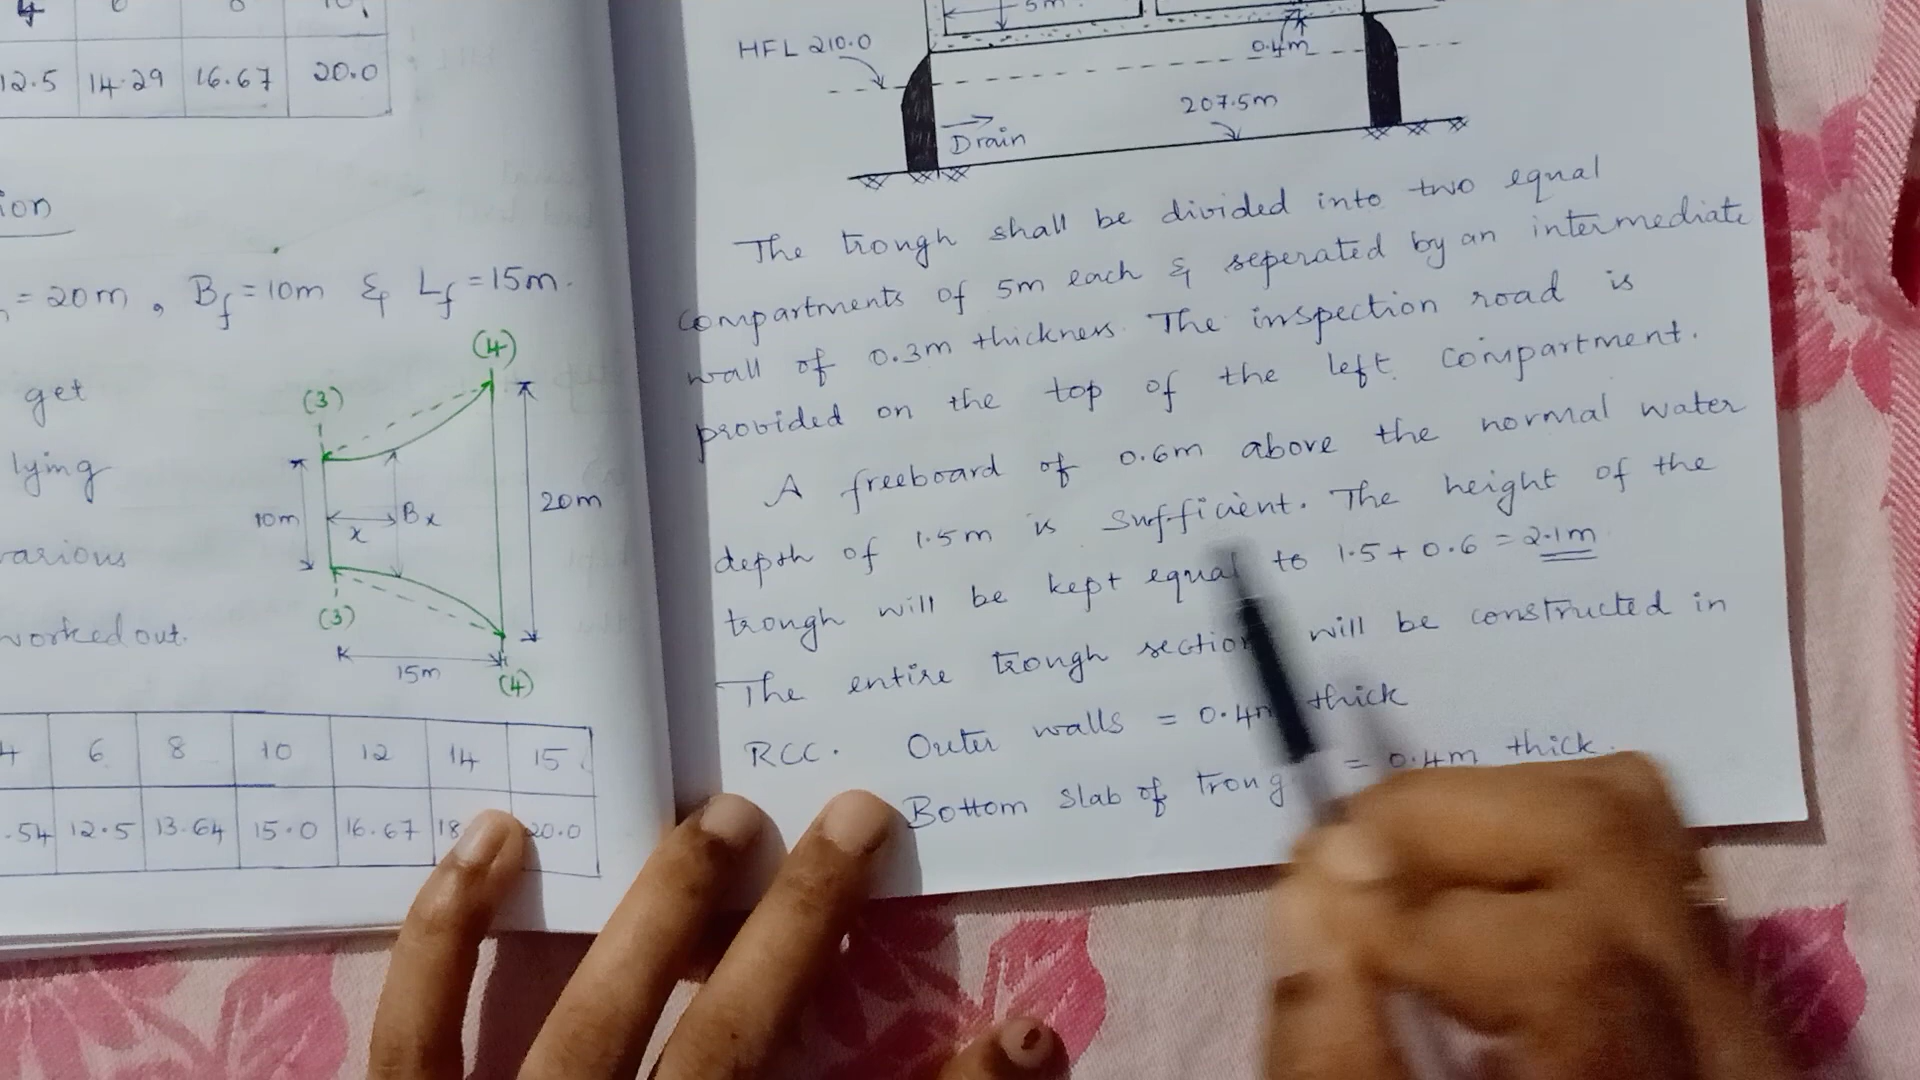 4
12.5 14.29 16.67 20.0
= 20m, Bf = 10m & Lf = 15m.
get
lying
worked out.
(4)
(3)
10m
x
Bx
20m
(3)
15m
(4)
6 8 10 12 14 15
.54 12.5 13.64 15.0 16.67 18 20.0
5m
HFL 210.0
0.4m
207.5m
Drain
The trough shall be divided into two equal
compartments of 5m each & seperated by an intermediate
wall of 0.3m thickness. The inspection road is
provided on the top of the left compartment.
A freeboard of 0.6m above the normal water
depth of 1.5m is sufficient. The height of the
trough will be kept equal to 1.5 + 0.6 = 2.1m
The entire trough section will be constructed in
RCC. Outer walls = 0.4m thick
Bottom slab of troug = 0.4m thick.